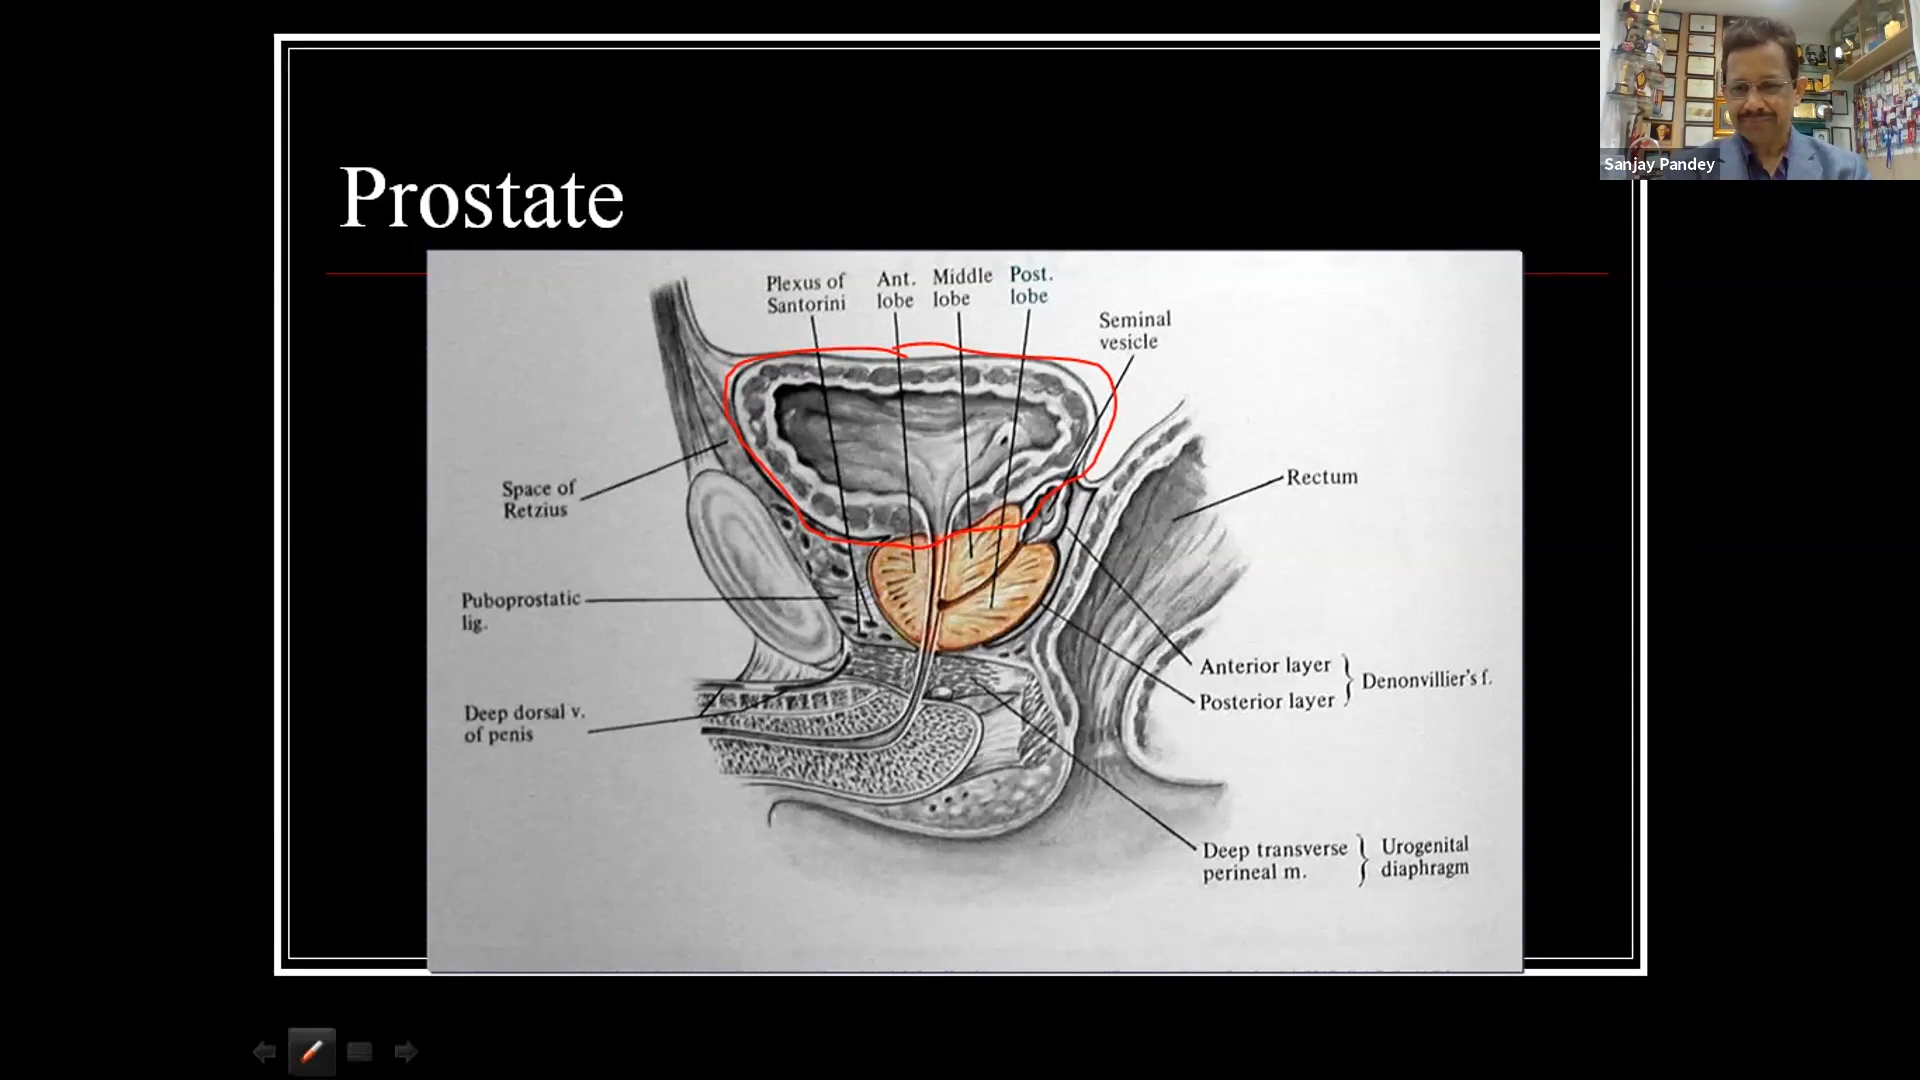 Sanjay Pandey
Prostate
Plexus of
Santorini
Ant.
lobe
Middle
lobe
Post.
lobe
Seminal
vesicle
Space of
Retzius
Rectum
Puboprostatic
lig.
Anterior layer
Posterior layer
Denonvillier's f.
Deep dorsal v.
of penis
Deep transverse
perineal m.
Urogenital
diaphragm